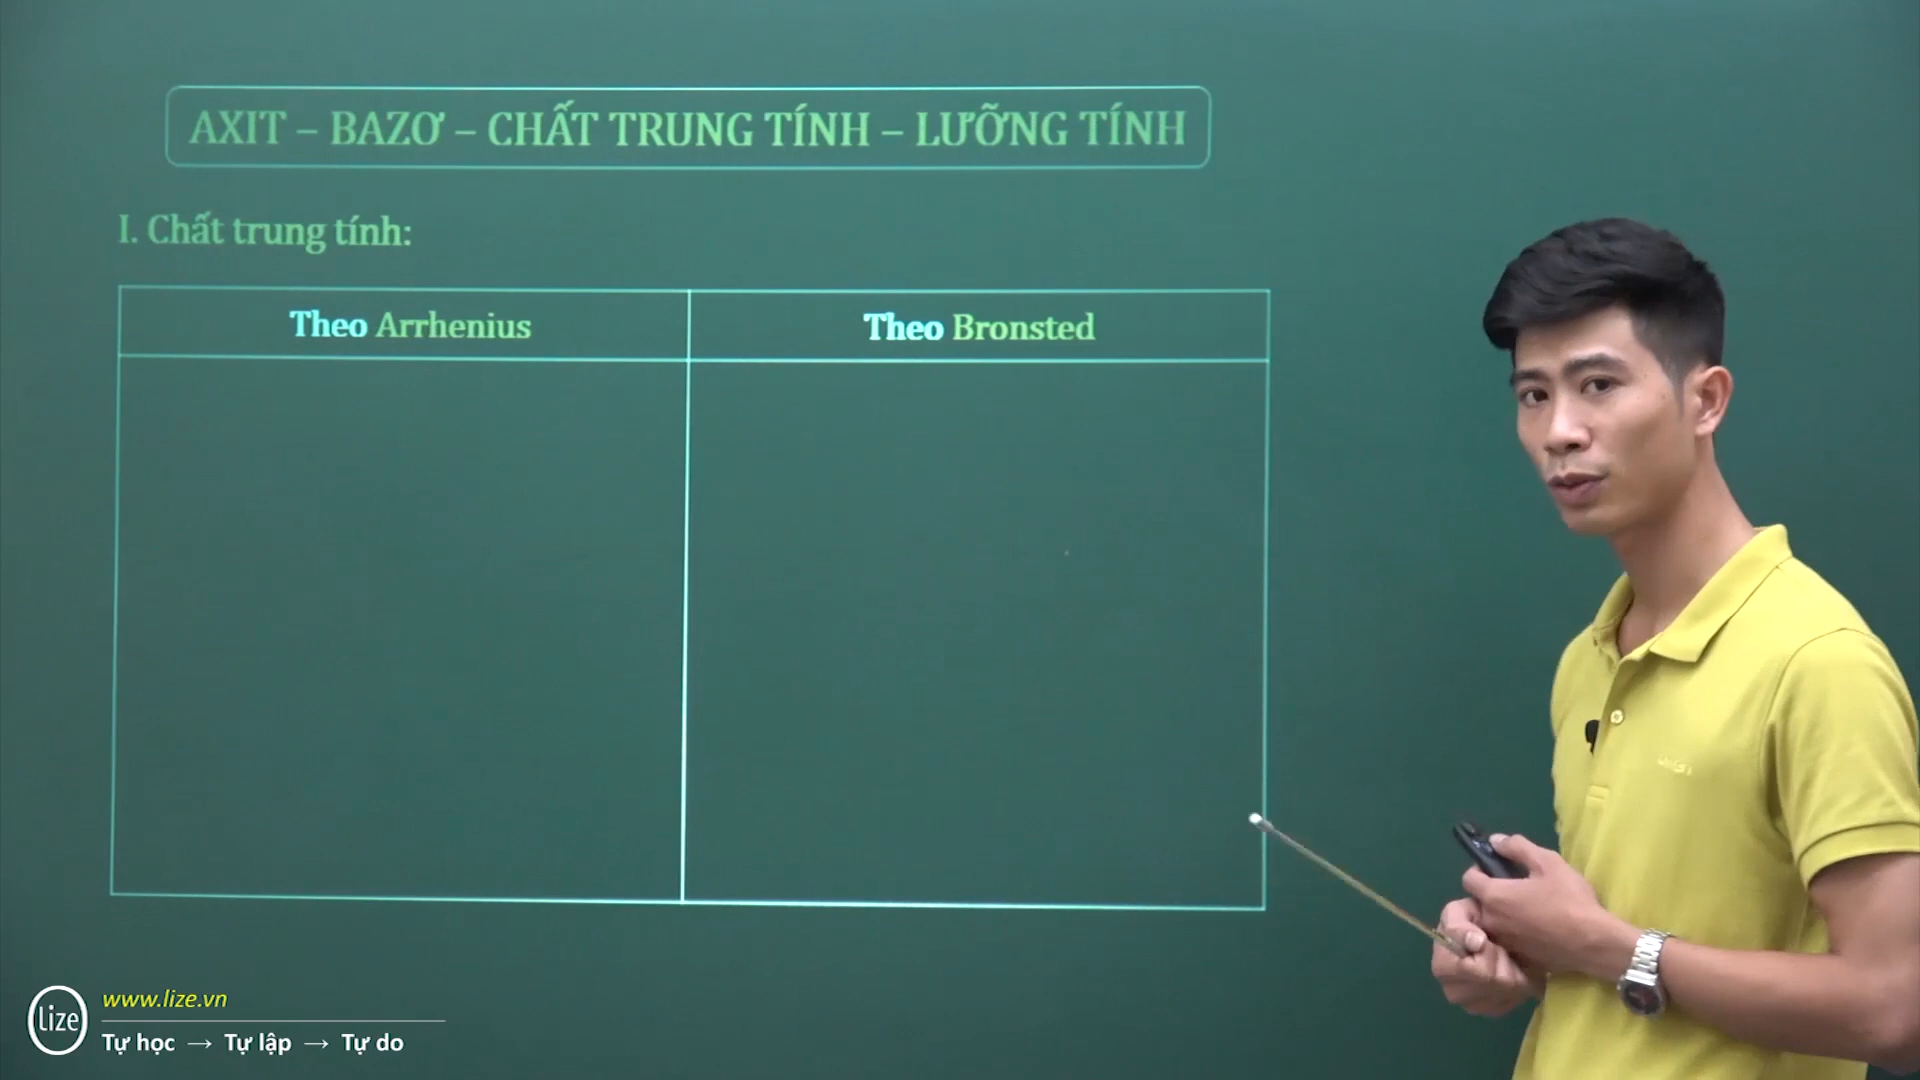 AXIT – BAZƠ – CHẤT TRUNG TÍNH – LƯỠNG TÍNH
I. Chất trung tính:
Theo Arrhenius
Theo Bronsted
lize
www.lize.vn
Tự học → Tự lập → Tự do